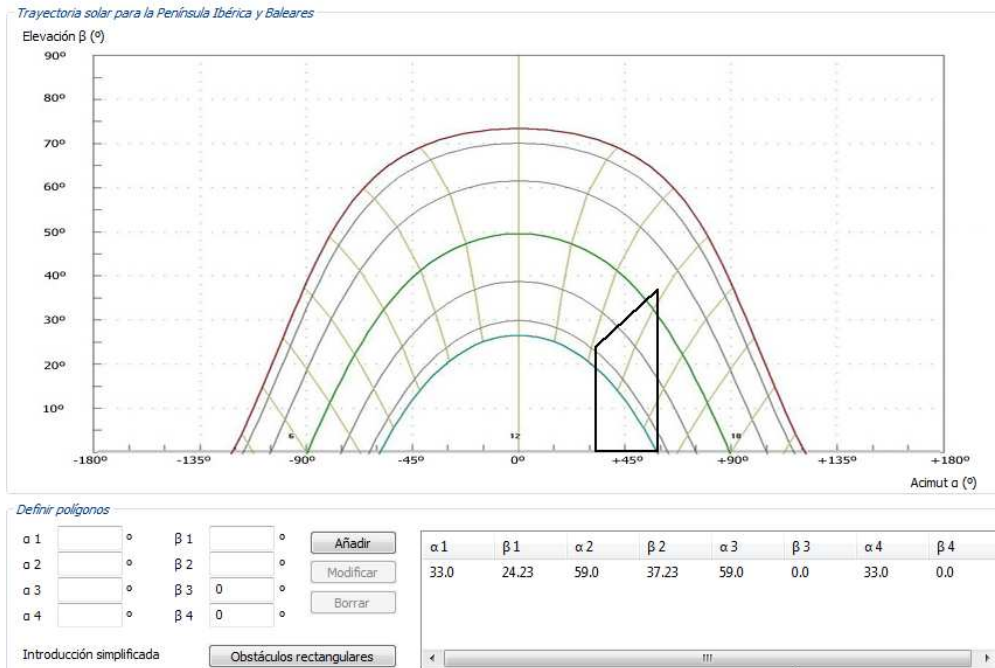 Trayectoria solar para la Península Ibérica y Baleares
Elevación β (º)
90º
80º
70º
60º
50º
40º
30º
20º
10º
6
12
18
-180º -135º -90º -45º 0º +45º +90º +135º +180º
Acimut α (º)
Definir polígonos
α 1 º β 1 º Añadir
α 2 º β 2 º Modificar
α 3 º β 3 0 º Borrar
α 4 º β 4 0 º
Introducción simplificada Obstáculos rectangulares
α 1 β 1 α 2 β 2 α 3 β 3 α 4 β 4
33.0 24.23 59.0 37.23 59.0 0.0 33.0 0.0